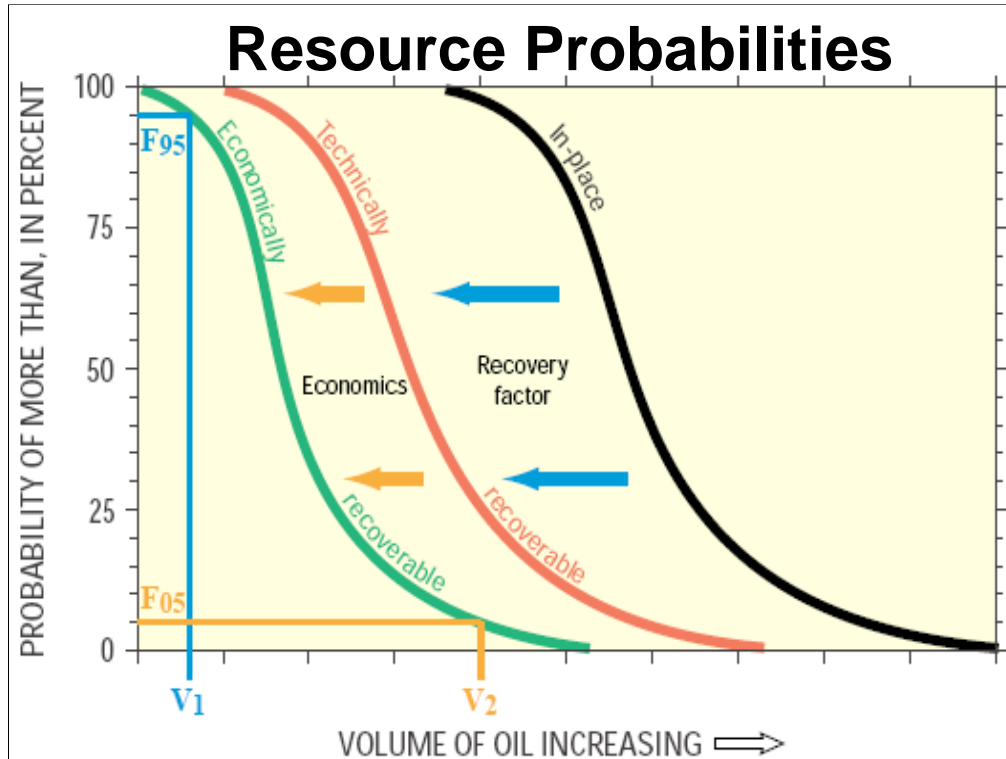 Resource Probabilities
PROBABILITY OF MORE THAN, IN PERCENT
100
75
50
25
0
F95
F05
Economically
recoverable
Technically
recoverable
In-place
Economics
Recovery
factor
V1
V2
VOLUME OF OIL INCREASING